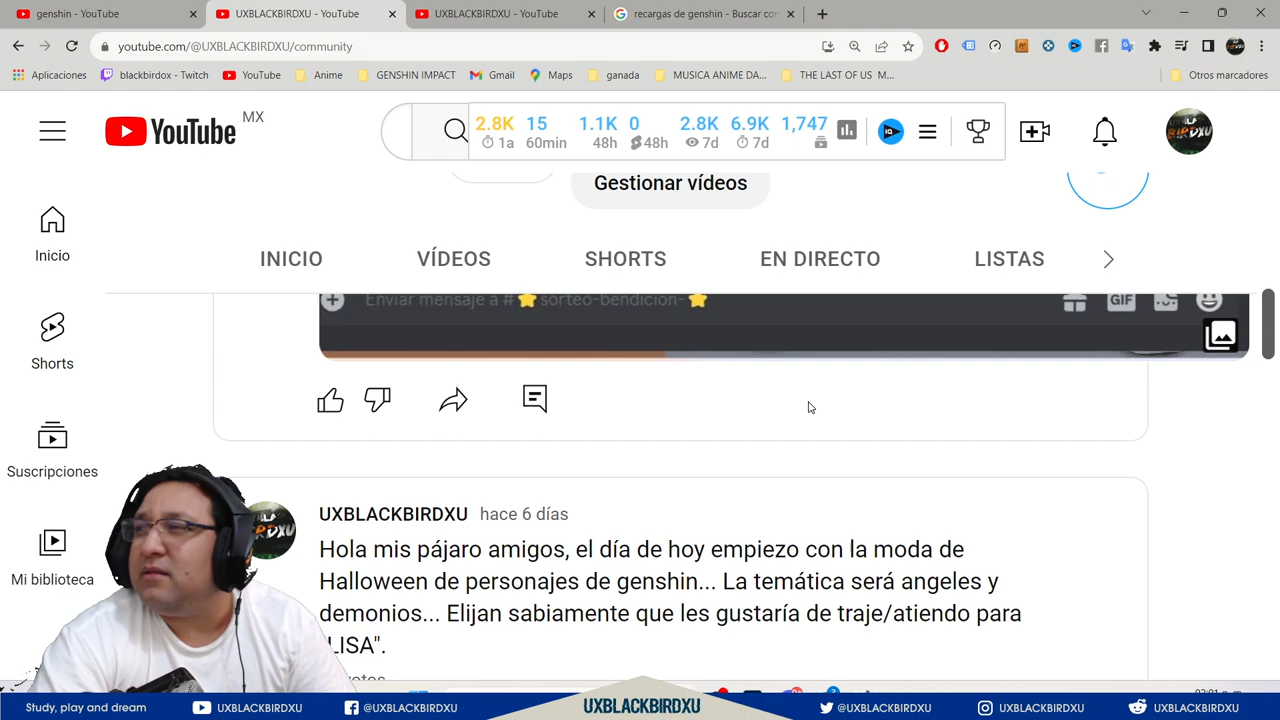 genshin - YouTube
UXBLACKBIRDXU - YouTube
UXBLACKBIRDXU - YouTube
recargas de genshin - Buscar con
youtube.com/@UXBLACKBIRDXU/community
Aplicaciones
blackbirdox - Twitch
YouTube
Anime
GENSHIN IMPACT
Gmail
Maps
ganada
MUSICA ANIME DA...
THE LAST OF US M...
Otros marcadores
YouTube MX
2.8K 15 1.1K 0 2.8K 6.9K 1,747
1a 60min 48h 48h 7d 7d
Gestionar vídeos
INICIO VÍDEOS SHORTS EN DIRECTO LISTAS
Inicio
Shorts
Suscripciones
Mi biblioteca
Enviar mensaje a #⭐ sorteo-bendicion-⭐
GIF
UXBLACKBIRDXU hace 6 días
Hola mis pájaro amigos, el día de hoy empiezo con la moda de
Halloween de personajes de genshin... La temática será angeles y
demonios... Elijan sabiamente que les gustaría de traje/atiendo para
LISA".
Study, play and dream
UXBLACKBIRDXU
@UXBLACKBIRDXU
UXBLACKBIRDXU
@UXBLACKBIRDXU
UXBLACKBIRDXU
UXBLACKBIRDXU